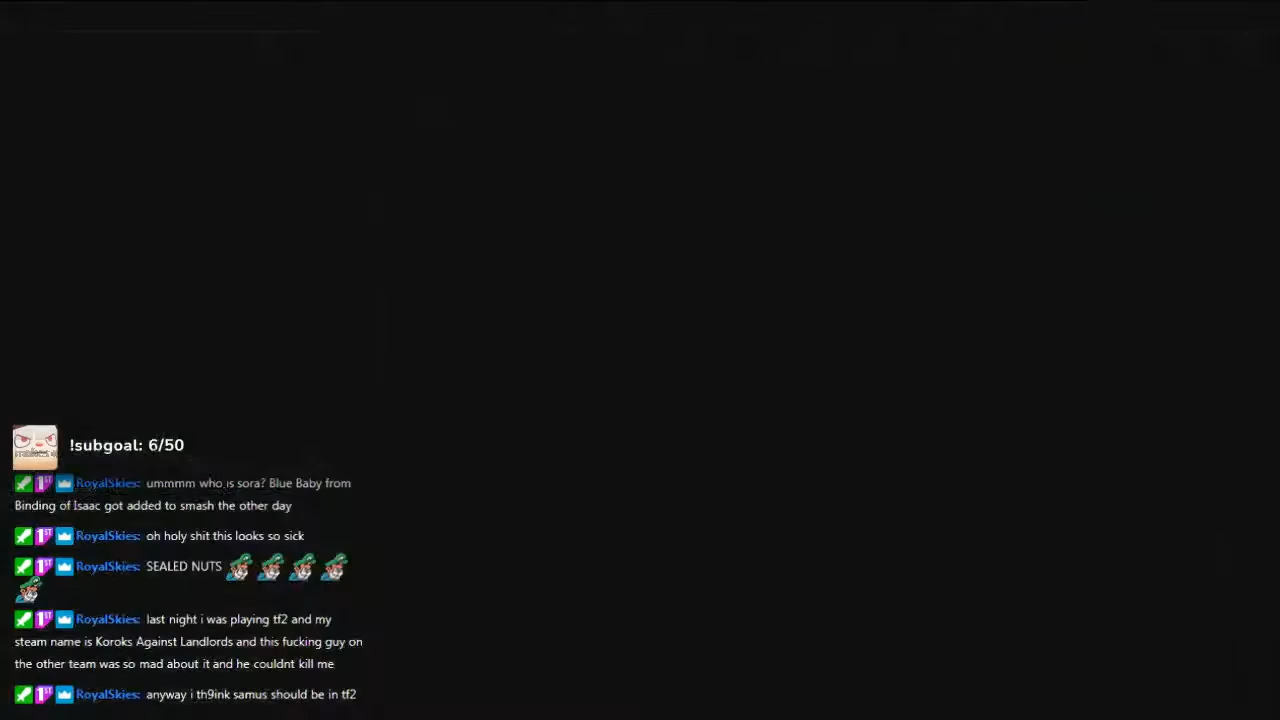 !subgoal: 6/50
RoyalSkies: ummmm who is sora? Blue Baby from
Binding of Isaac got added to smash the other day
RoyalSkies: oh holy shit this looks so sick
RoyalSkies: SEALED NUTS
RoyalSkies: last night i was playing tf2 and my
steam name is Koroks Against Landlords and this fucking guy on
the other team was so mad about it and he couldnt kill me
RoyalSkies: anyway i th9ink samus should be in tf2